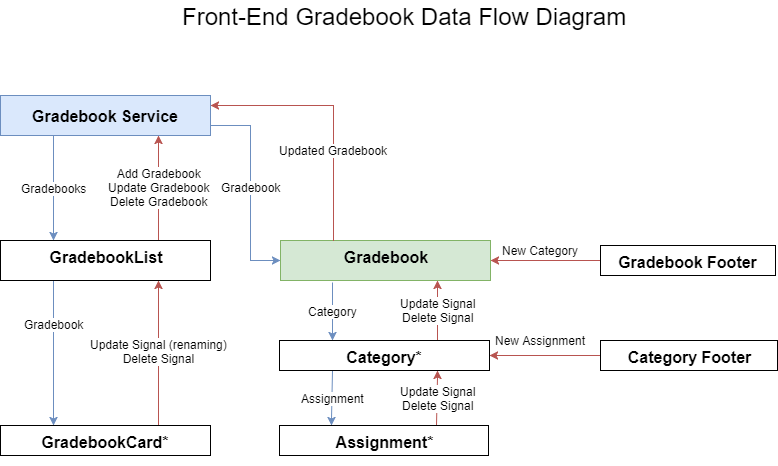 Front-End Gradebook Data Flow Diagram
Gradebook Service
Updated Gradebook
Add Gradebook
Gradebooks
Update Gradebook
Gradebook
Delete Gradebook
GradebookList
Gradebook
New Category
Gradebook Footer
Category
Update Signal
Delete Signal
Gradebook
Update Signal (renaming)
Delete Signal
Category*
New Assignment
Category Footer
Assignment
Update Signal
Delete Signal
GradebookCard*
Assignment*